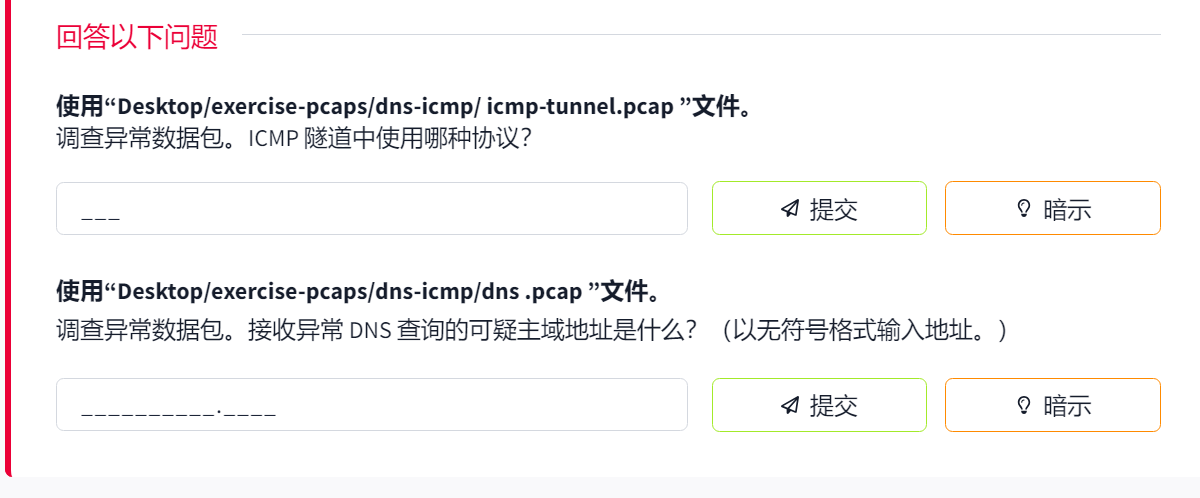 回答以下问题
使用“Desktop/exercise-pcaps/dns-icmp/ icmp-tunnel.pcap ”文件。
调查异常数据包。ICMP 隧道中使用哪种协议？
___
提交
暗示
使用“Desktop/exercise-pcaps/dns-icmp/dns .pcap ”文件。
调查异常数据包。接收异常 DNS 查询的可疑主域地址是什么？（以无符号格式输入地址。）
__________.____
提交
暗示